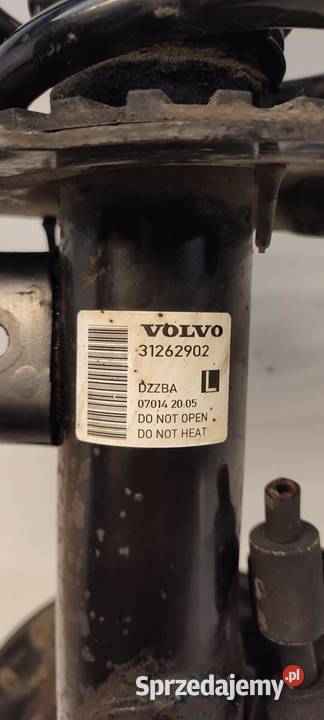 VOLVO
31262902
DZZBA L
07014 20-05
DO NOT OPEN
DO NOT HEAT
Sprzedajemy.pl